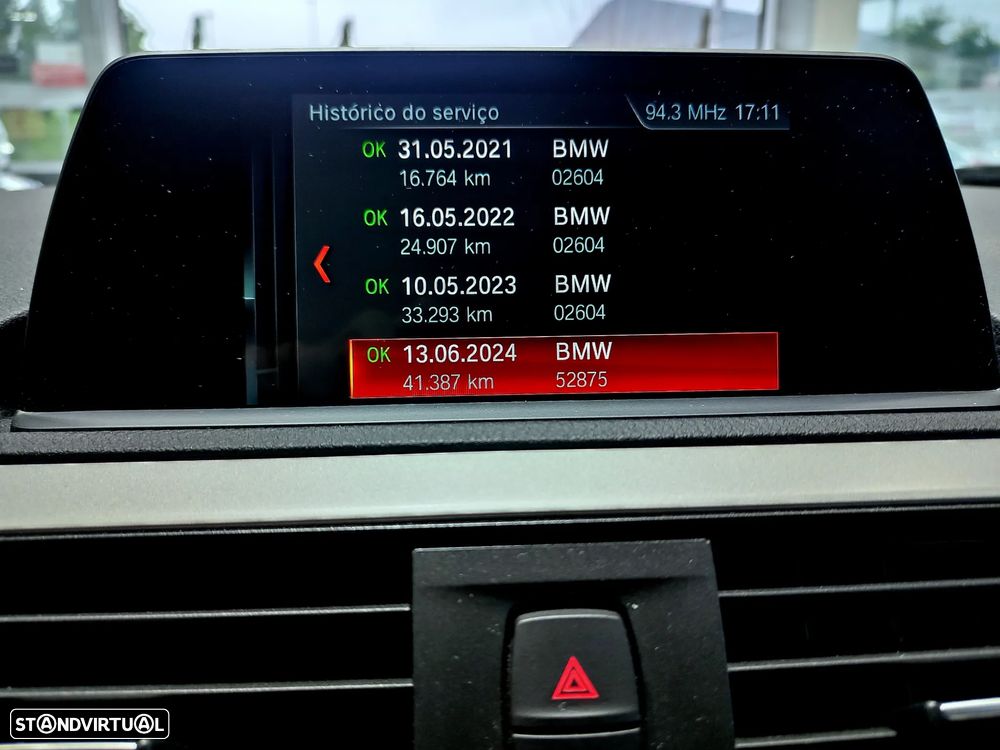 Histórico do serviço 94.3 MHz 17:11
OK 31.05.2021 BMW
16.764 km 02604
OK 16.05.2022 BMW
24.907 km 02604
OK 10.05.2023 BMW
33.293 km 02604
OK 13.06.2024 BMW
41.387 km 52875
STANDVIRTUAL